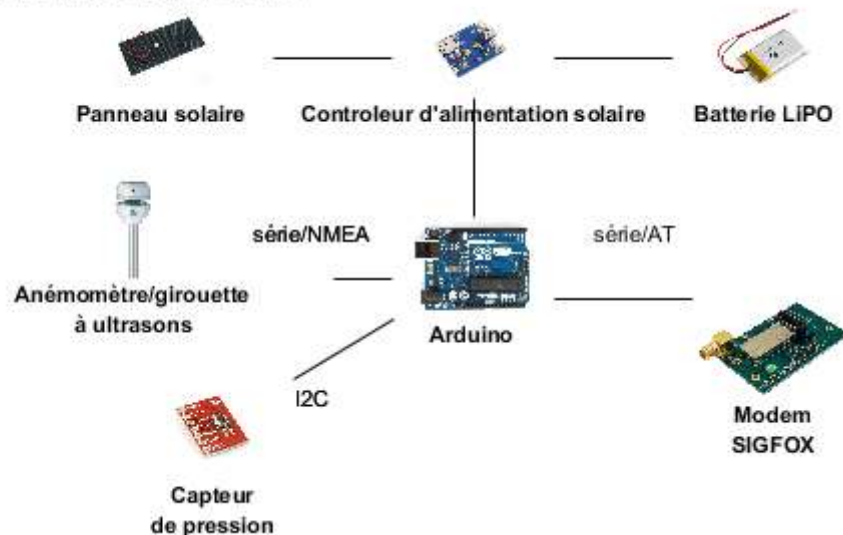 Panneau solaire
Controleur d'alimentation solaire
Batterie LiPO
série/NMEA
série/AT
Anémomètre/girouette
à ultrasons
Arduino
I2C
Modem
SIGFOX
Capteur
de pression